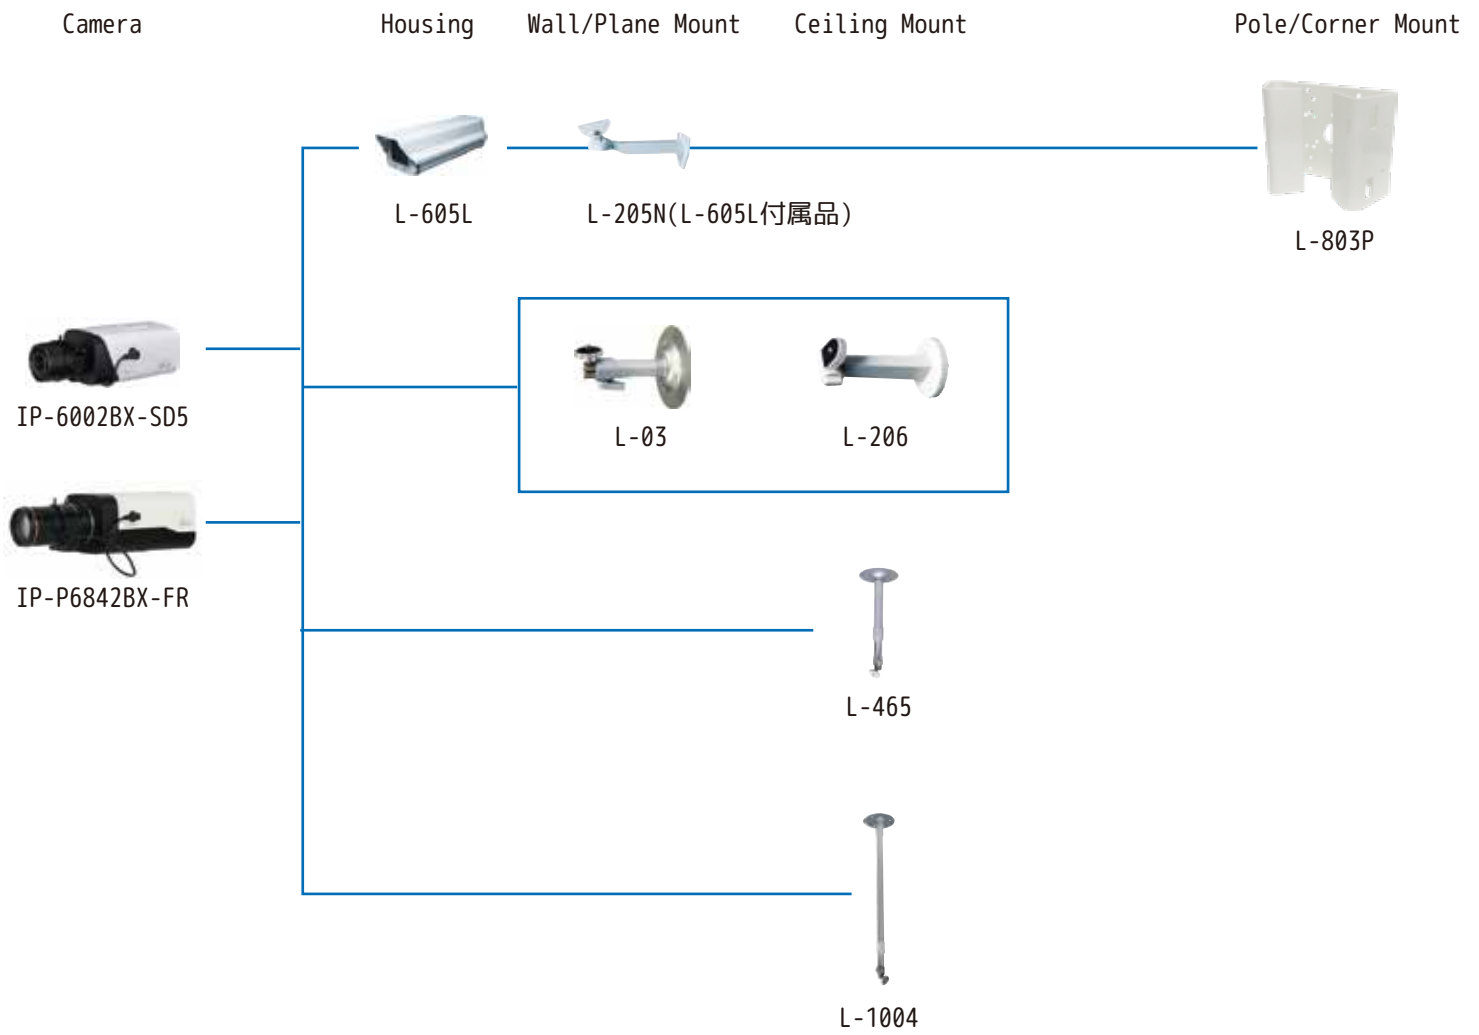 Camera
Housing
Wall/Plane Mount
Ceiling Mount
Pole/Corner Mount
L-605L
L-205N(L-605L付属品)
L-803P
IP-6002BX-SD5
L-03
L-206
IP-P6842BX-FR
L-465
L-1004